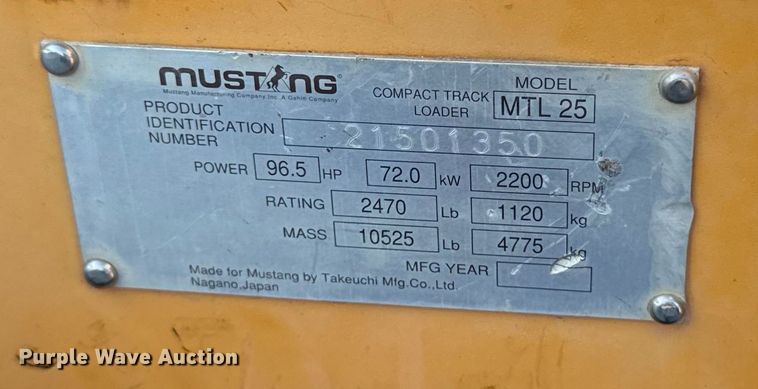 MUSTANG®
Mustang Manufacturing Company,Inc. A Gehl® Company
COMPACT TRACK LOADER
MODEL
MTL 25
PRODUCT
IDENTIFICATION
NUMBER
21501350
POWER 96.5 HP 72.0 kW 2200 RPM
RATING 2470 Lb 1120 kg
MASS 10525 Lb 4775 kg
MFG YEAR
Made for Mustang by Takeuchi Mfg.Co.,Ltd.
Nagano,Japan
Purple Wave Auction